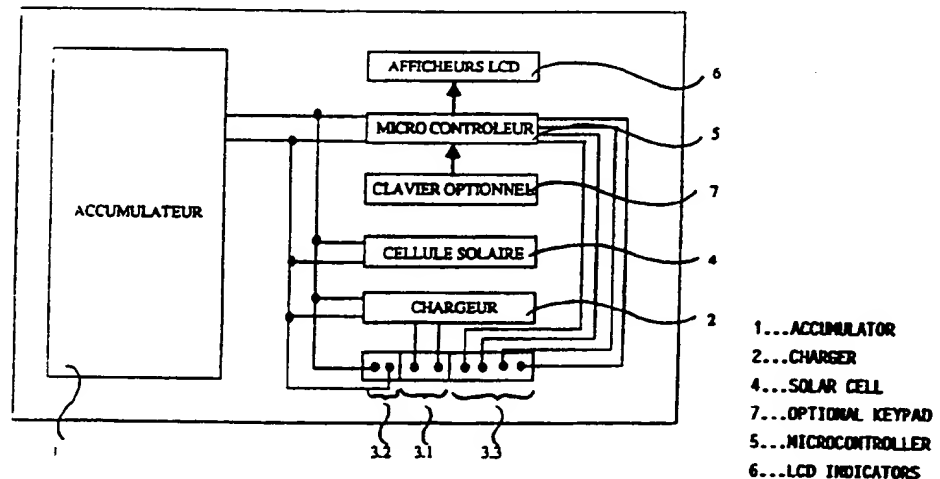 AFFICHEURS LCD
6
MICRO CONTROLEUR
5
CLAVIER OPTIONNEL
7
ACCUMULATEUR
CELLULE SOLAIRE
4
CHARGEUR
2
3.2 3.1 3.3
1
1...ACCUMULATOR
2...CHARGER
4...SOLAR CELL
7...OPTIONAL KEYPAD
5...MICROCONTROLLER
6...LCD INDICATORS